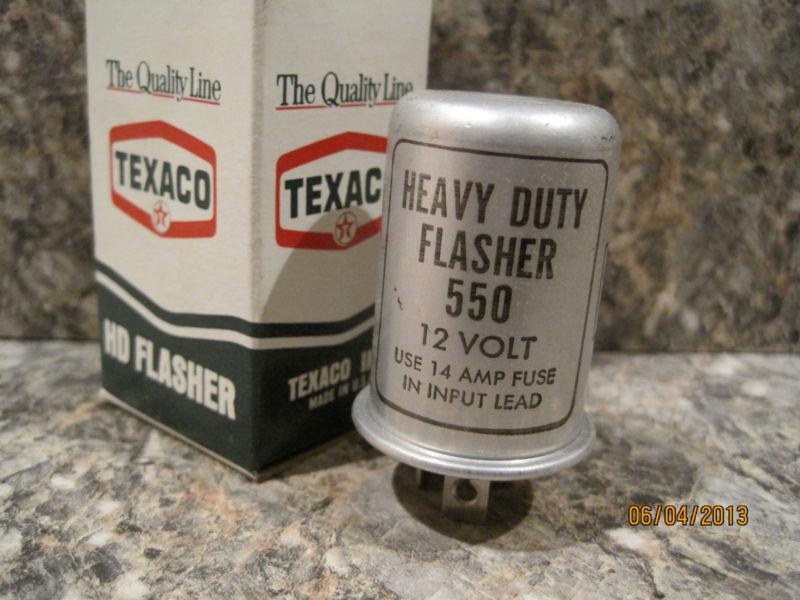 The Quality Line
TEXACO
HD FLASHER
The Quality Line
TEXAC
TEXACO
MADE IN U.S
HEAVY DUTY
FLASHER
550
12 VOLT
USE 14 AMP FUSE
IN INPUT LEAD
06/04/2013